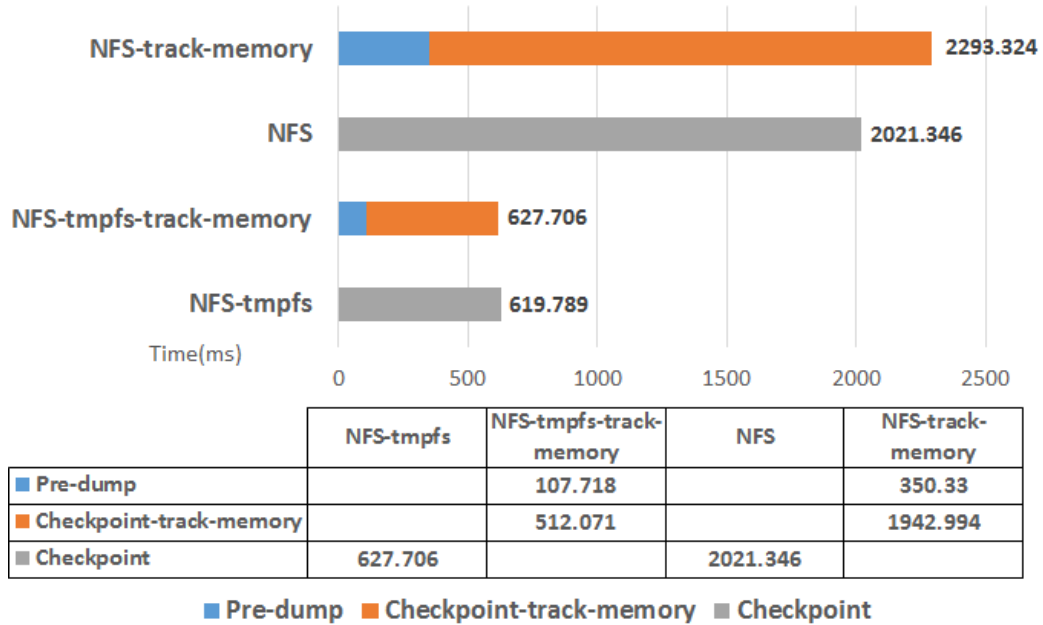 NFS-track-memory 2293.324
NFS 2021.346
NFS-tmpfs-track-memory 627.706
NFS-tmpfs 619.789
Time(ms)
0 500 1000 1500 2000 2500
NFS-tmpfs NFS-tmpfs-track-memory NFS NFS-track-memory
Pre-dump 107.718 350.33
Checkpoint-track-memory 512.071 1942.994
Checkpoint 627.706 2021.346
Pre-dump Checkpoint-track-memory Checkpoint